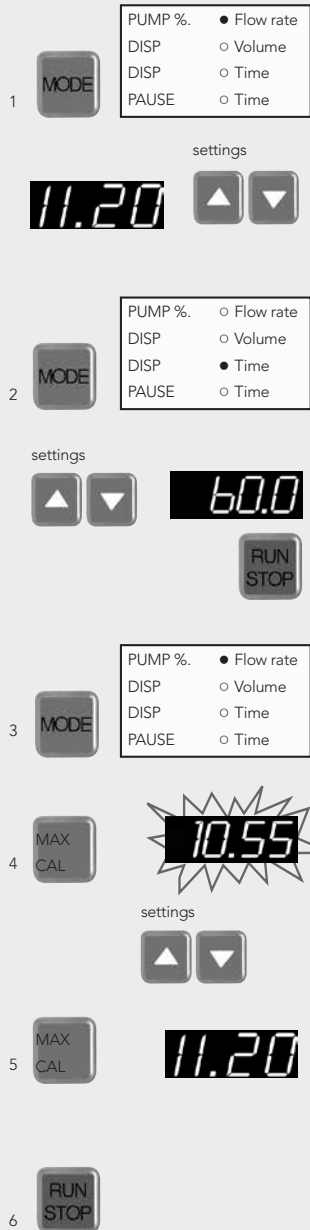 PUMP %. ● Flow rate
DISP ○ Volume
DISP ○ Time
PAUSE ○ Time
1 MODE
settings
11.20
PUMP %. ○ Flow rate
DISP ○ Volume
DISP ● Time
PAUSE ○ Time
2 MODE
settings
60.0
RUN
STOP
PUMP %. ● Flow rate
DISP ○ Volume
DISP ○ Time
PAUSE ○ Time
3 MODE
MAX
4 CAL
10.55
settings
MAX
5 CAL
11.20
RUN
6 STOP